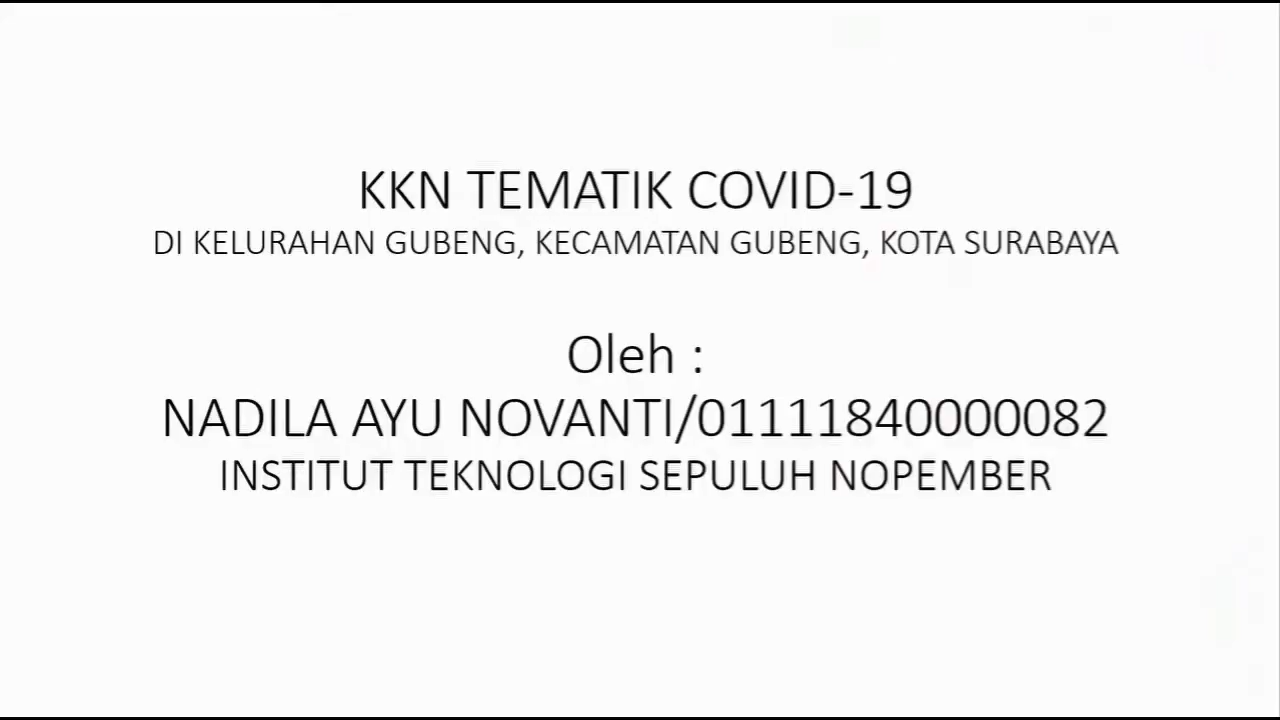 KKN TEMATIK COVID-19
DI KELURAHAN GUBENG, KECAMATAN GUBENG, KOTA SURABAYA
Oleh :
NADILA AYU NOVANTI/01111840000082
INSTITUT TEKNOLOGI SEPULUH NOPEMBER